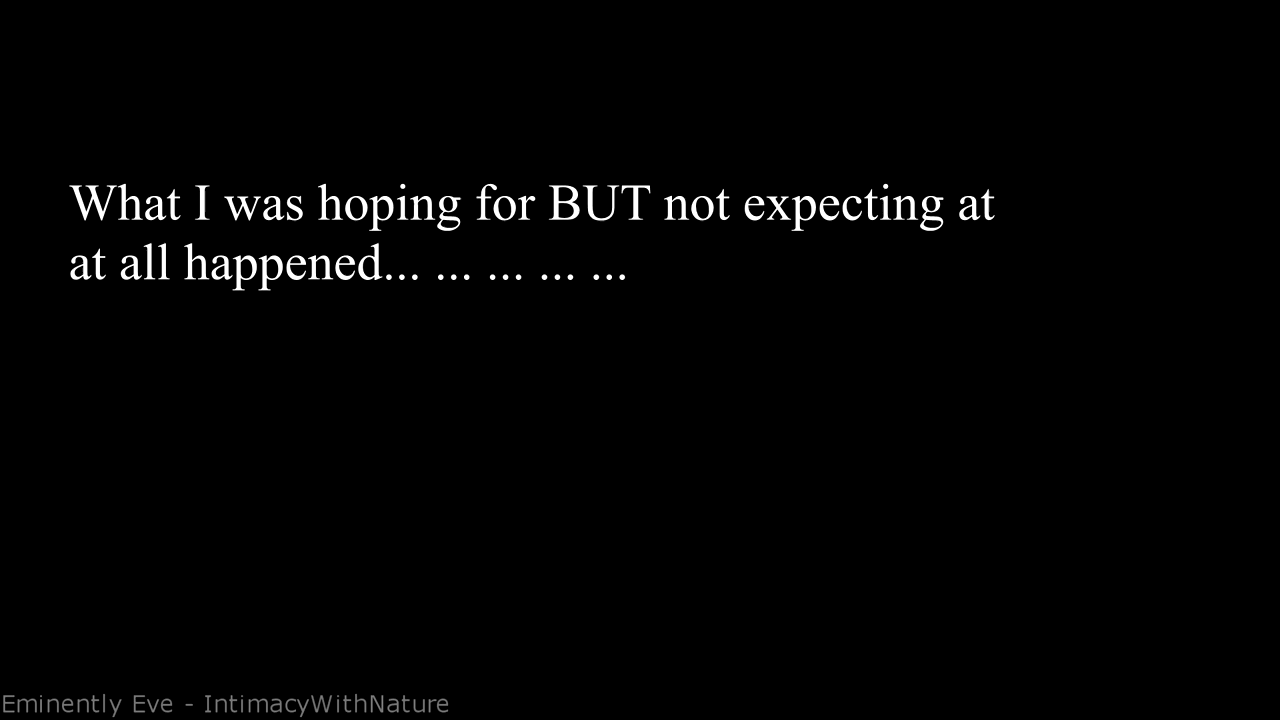 What I was hoping for BUT not expecting at
at all happened... ... ... ... ...
Eminently Eve - IntimacyWithNature